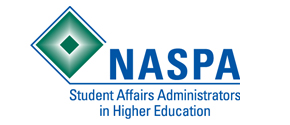 NASPA
Student Affairs Administrators
in Higher Education